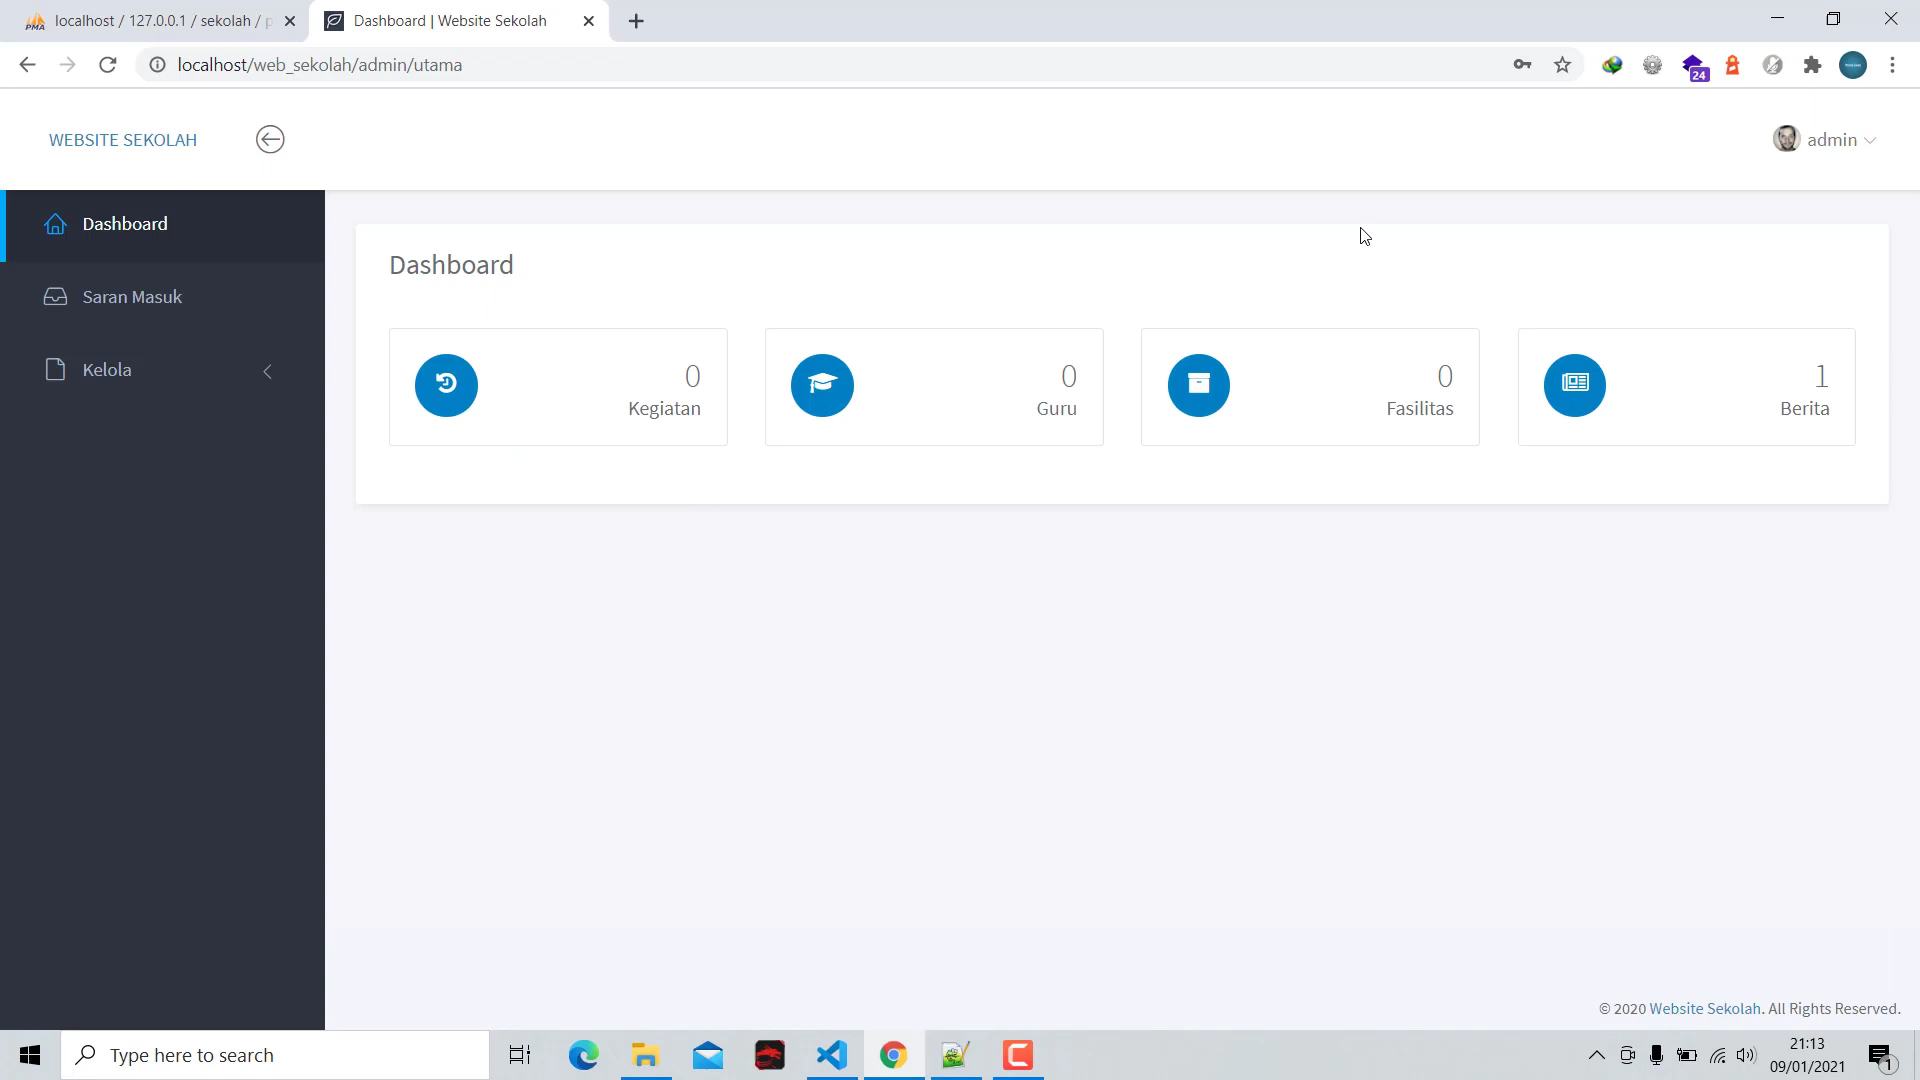 localhost / 127.0.0.1 / sekolah / p
Dashboard | Website Sekolah
localhost/web_sekolah/admin/utama
24
WEBSITE SEKOLAH
admin
Dashboard
Saran Masuk
Kelola
Dashboard
0
Kegiatan
0
Guru
0
Fasilitas
1
Berita
© 2020 Website Sekolah. All Rights Reserved.
Type here to search
21:13
09/01/2021
1